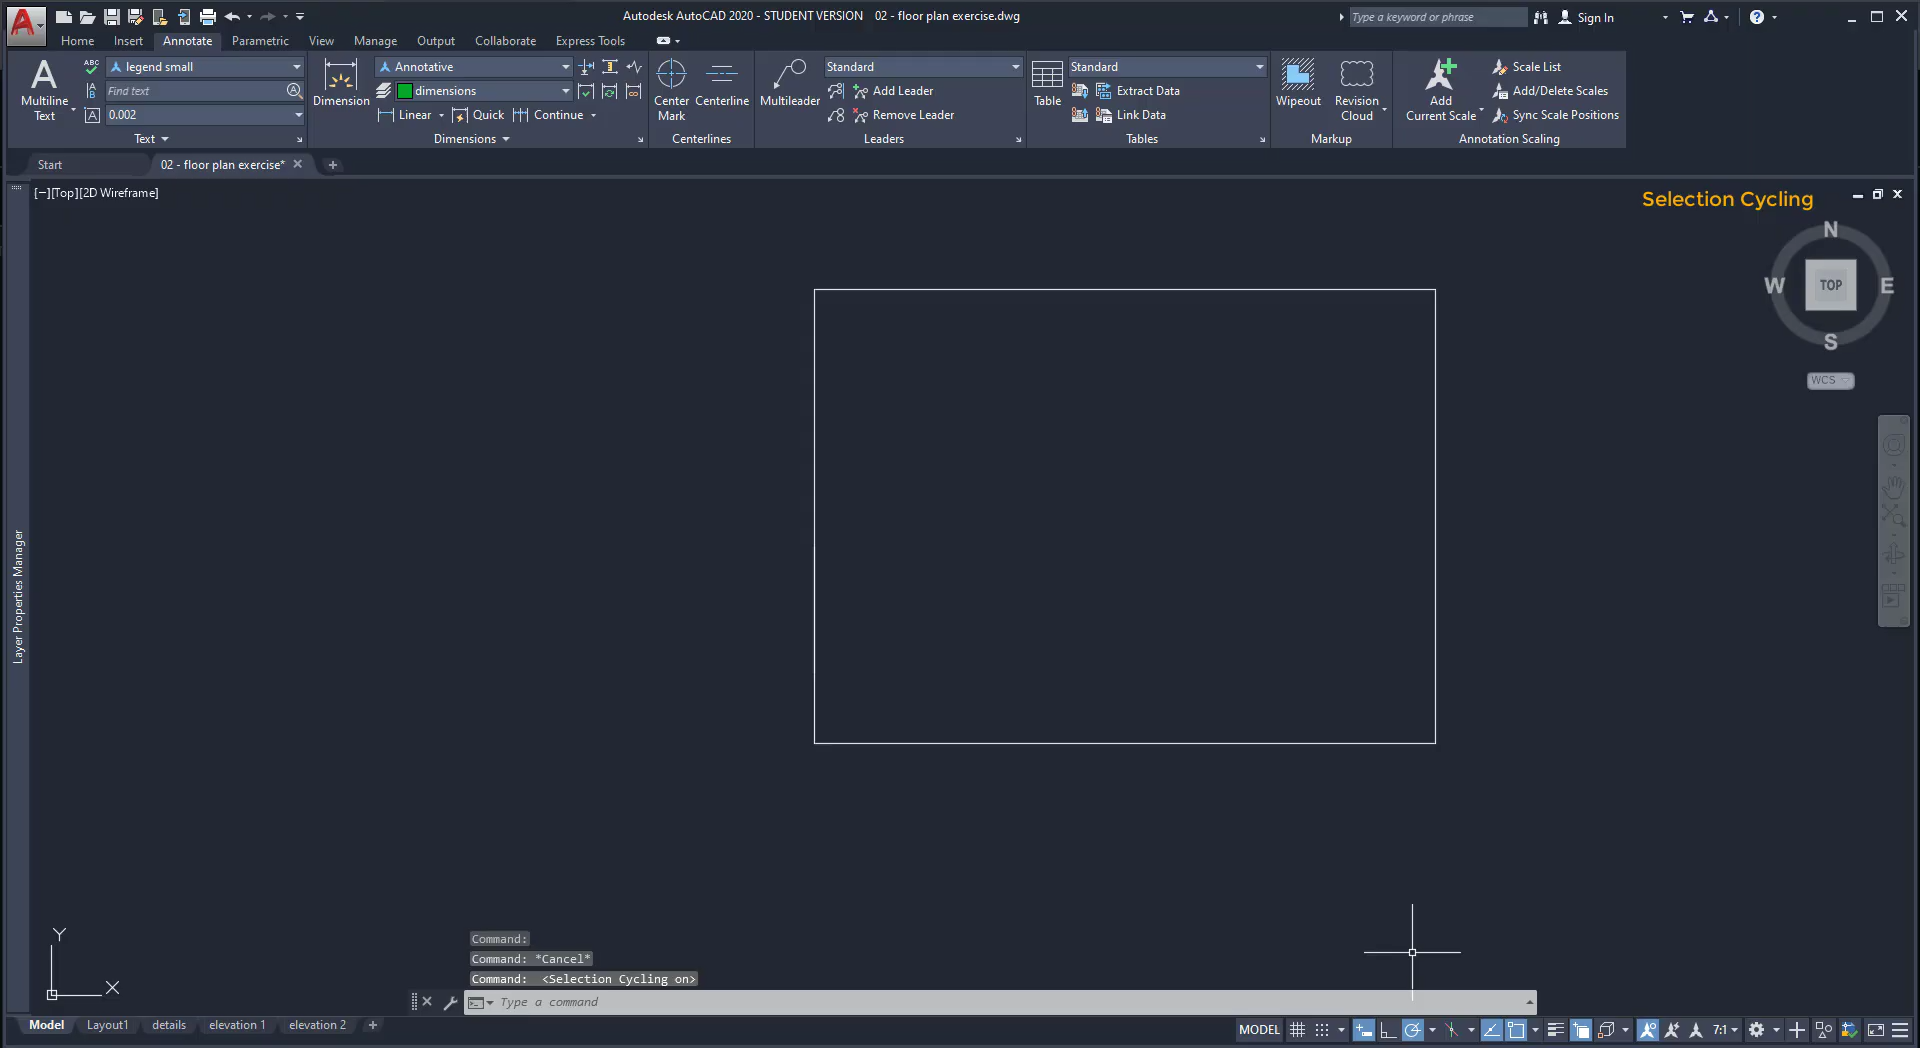 Autodesk AutoCAD 2020 - STUDENT VERSION 02 - floor plan exercise.dwg
Type a keyword or phrase
Sign In
Home Insert Annotate Parametric View Manage Output Collaborate Express Tools
Multiline Text
ABC
legend small
Find text
0.002
Text
Dimension
Annotative
dimensions
Linear Quick Continue
Dimensions
Center Mark
Centerline
Centerlines
Multileader
Standard
Add Leader
Remove Leader
Leaders
Table
Standard
Extract Data
Link Data
Tables
Wipeout
Revision Cloud
Markup
Add Current Scale
Scale List
Add/Delete Scales
Sync Scale Positions
Annotation Scaling
Start
02 - floor plan exercise*
[−][Top][2D Wireframe]
Selection Cycling
N
W TOP E
S
WCS
Layer Properties Manager
Y
X
Command:
Command: *Cancel*
Command: <Selection Cycling on>
Type a command
Model Layout1 details elevation 1 elevation 2
MODEL
7:1